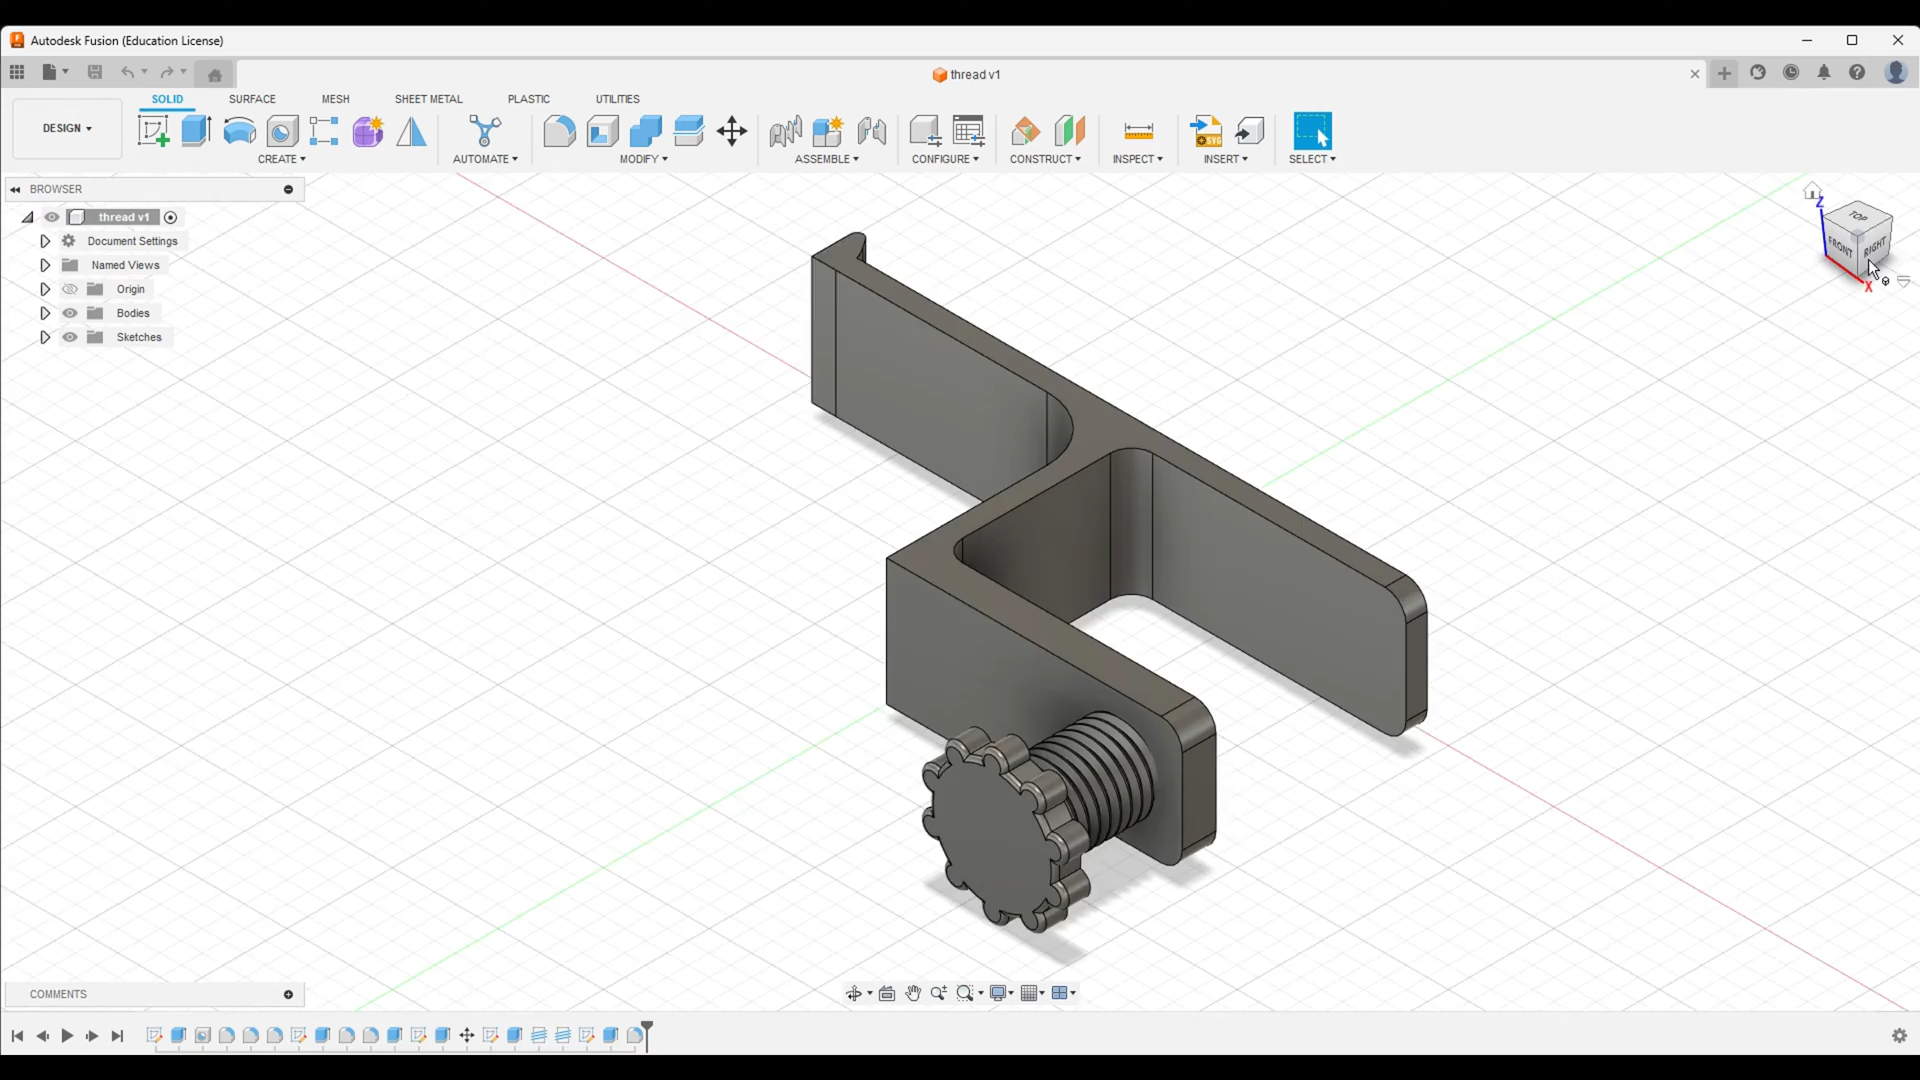 Autodesk Fusion (Education License)
thread v1
SOLID SURFACE MESH SHEET METAL PLASTIC UTILITIES
DESIGN
CREATE AUTOMATE MODIFY ASSEMBLE CONFIGURE CONSTRUCT INSPECT INSERT SELECT
SVG
BROWSER
thread v1
Document Settings
Named Views
Origin
Bodies
Sketches
Z
TOP
FRONT RIGHT
X
COMMENTS